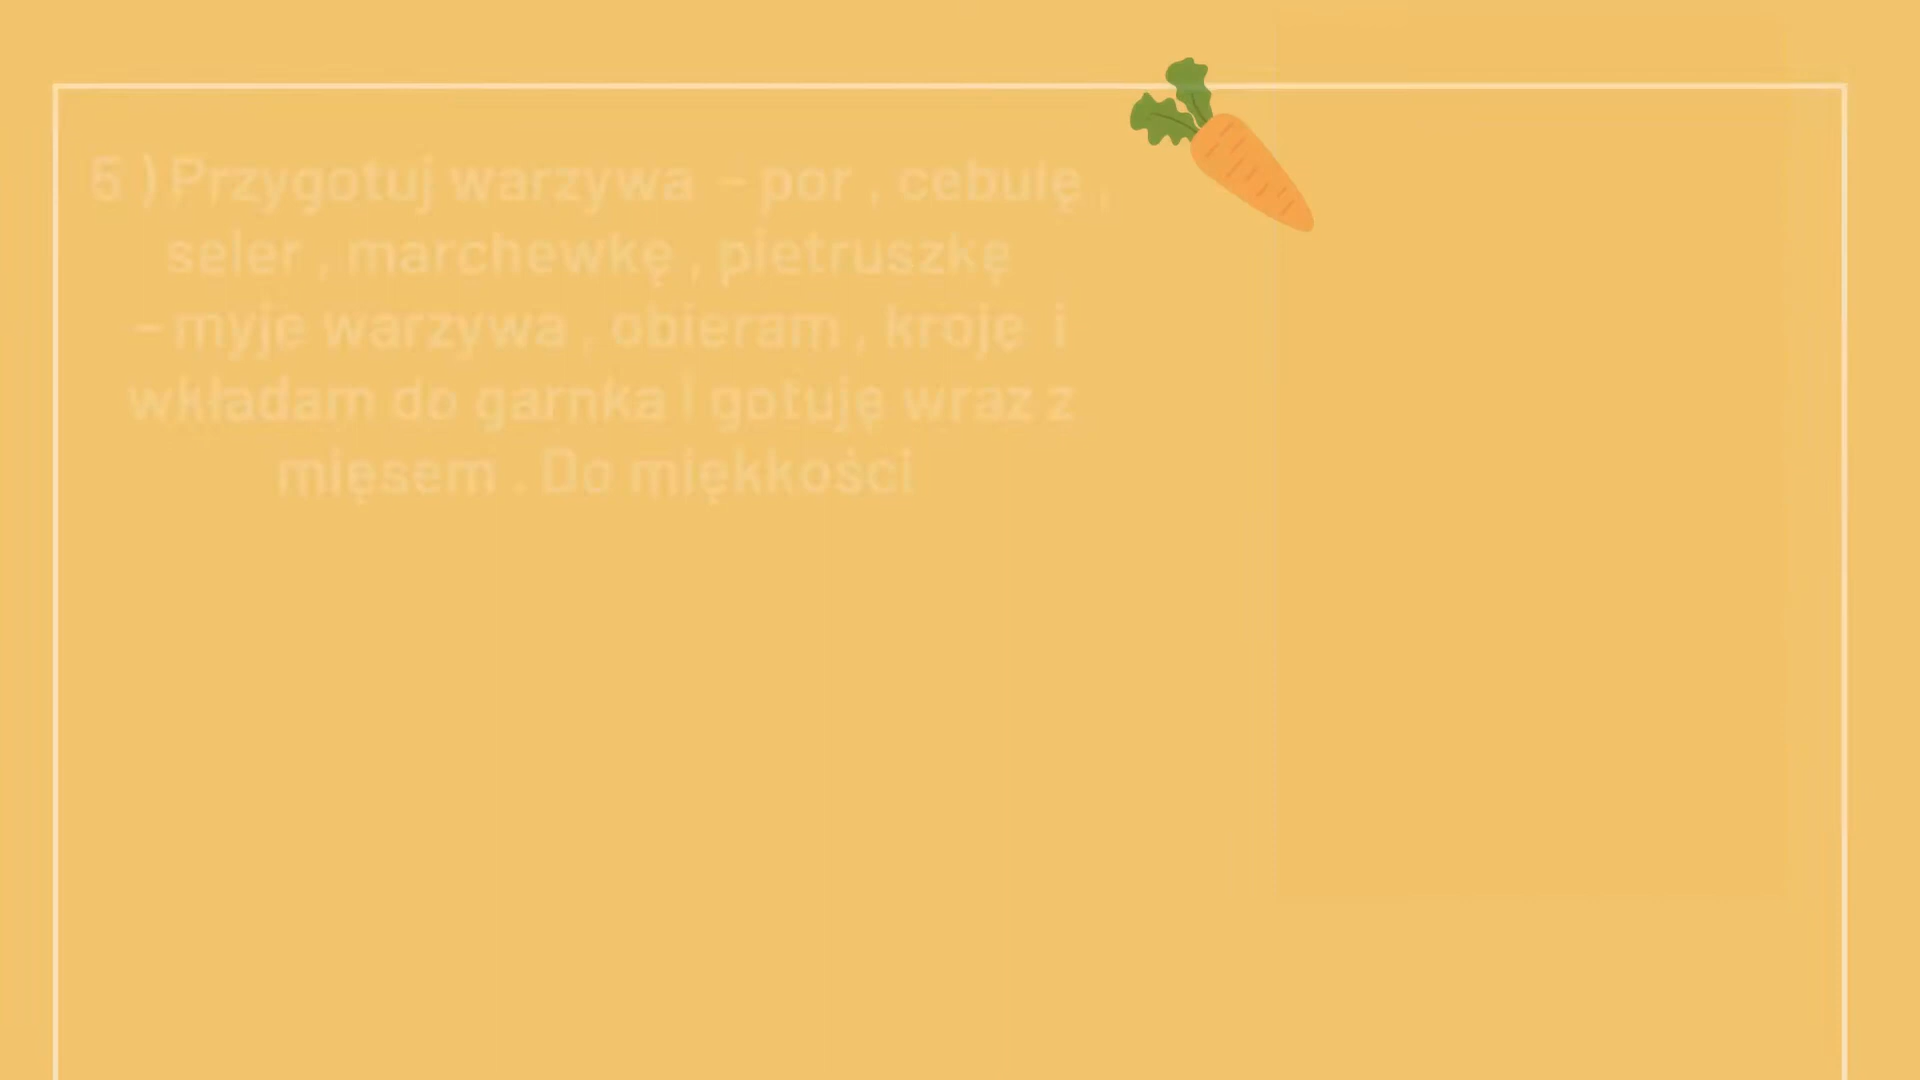 5 ) Przygotuj warzywa – por , cebulę ,
seler , marchewkę , pietruszkę
– myje warzywa , obieram , kroję i
wkładam do garnka i gotuję wraz z
mięsem . Do miękkości